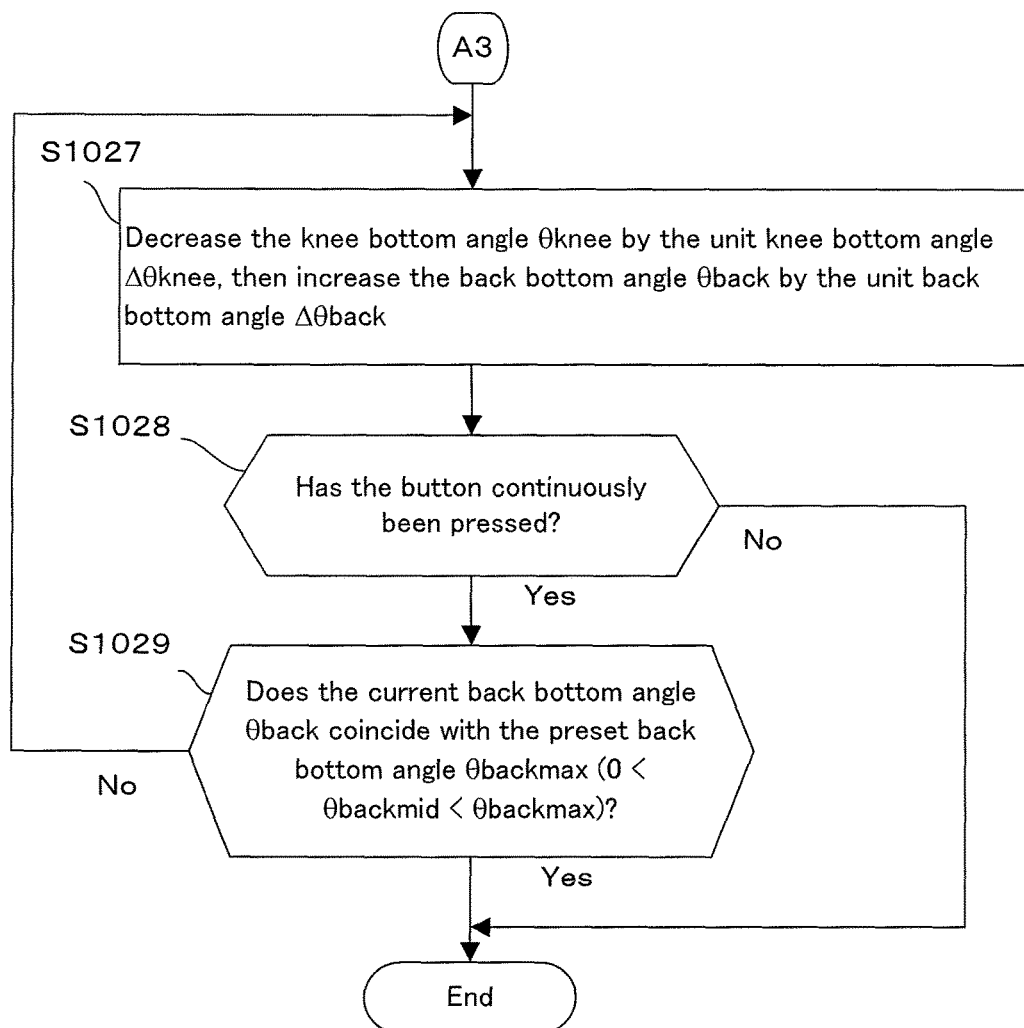 A3
S1027
Decrease the knee bottom angle θknee by the unit knee bottom angle
Δθknee, then increase the back bottom angle θback by the unit back
bottom angle Δθback
S1028
Has the button continuously
been pressed?
No
Yes
S1029
Does the current back bottom angle
θback coincide with the preset back
bottom angle θbackmax (0 <
θbackmid < θbackmax)?
No
Yes
End